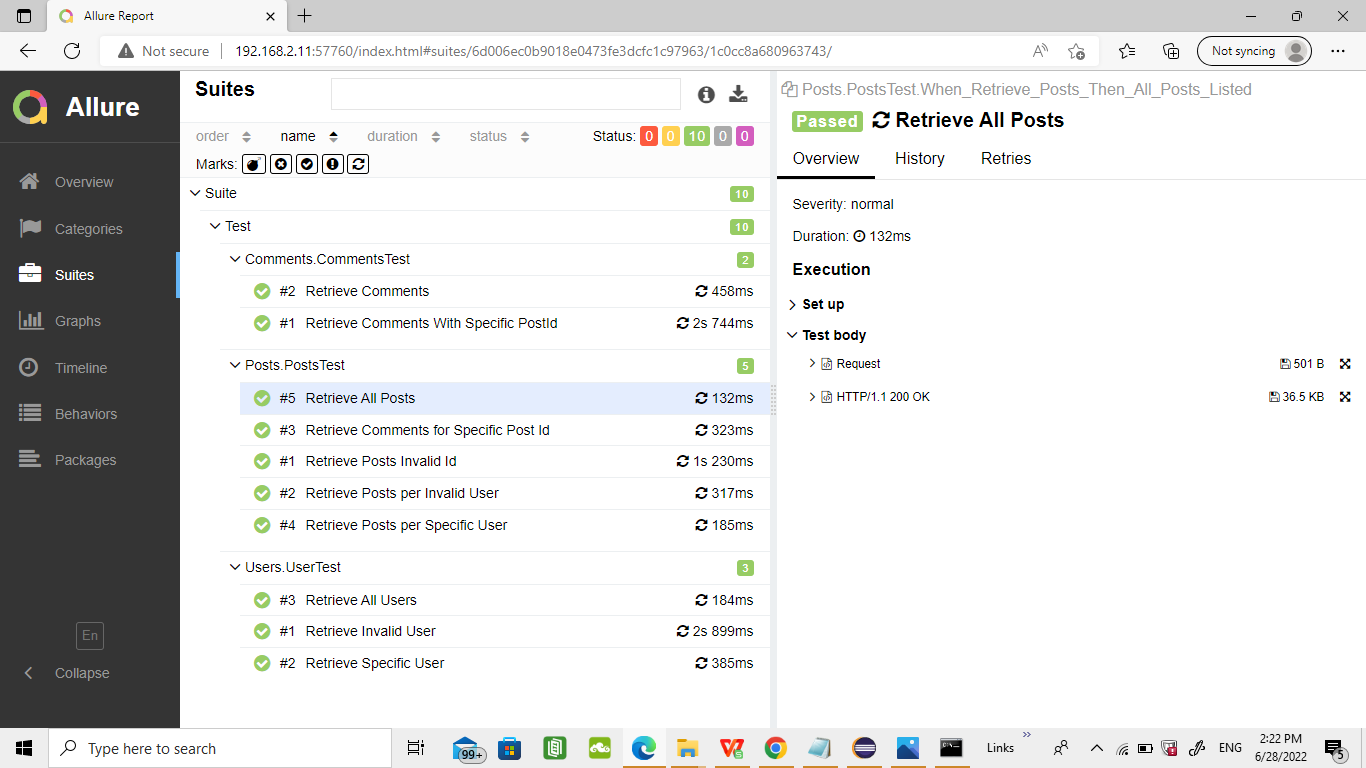 Allure Report
Not secure
192.168.2.11:57760/index.html#suites/6d006ec0b9018e0473fe3dcfc1c97963/1c0cc8a680963743/
Not syncing
Allure
Overview
Categories
Suites
Graphs
Timeline
Behaviors
Packages
En
Collapse
Suites
order name duration status Status: 0 0 10 0 0
Marks:
Suite 10
Test 10
Comments.CommentsTest 2
#2 Retrieve Comments 458ms
#1 Retrieve Comments With Specific PostId 2s 744ms
Posts.PostsTest 5
#5 Retrieve All Posts 132ms
#3 Retrieve Comments for Specific Post Id 323ms
#1 Retrieve Posts Invalid Id 1s 230ms
#2 Retrieve Posts per Invalid User 317ms
#4 Retrieve Posts per Specific User 185ms
Users.UserTest 3
#3 Retrieve All Users 184ms
#1 Retrieve Invalid User 2s 899ms
#2 Retrieve Specific User 385ms
Posts.PostsTest.When_Retrieve_Posts_Then_All_Posts_Listed
Passed Retrieve All Posts
Overview History Retries
Severity: normal
Duration: 132ms
Execution
Set up
Test body
Request 501 B
HTTP/1.1 200 OK 36.5 KB
Type here to search
99+
Links
ENG
2:22 PM
6/28/2022
5